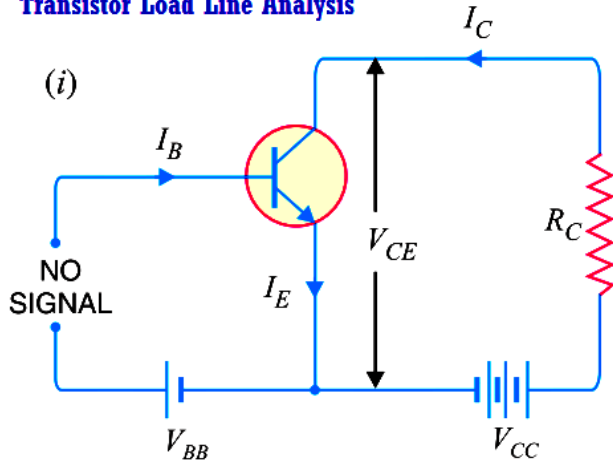 Transistor Load Line Analysis
I_C
(i)
I_B
R_C
V_CE
NO
SIGNAL
I_E
V_BB
V_CC